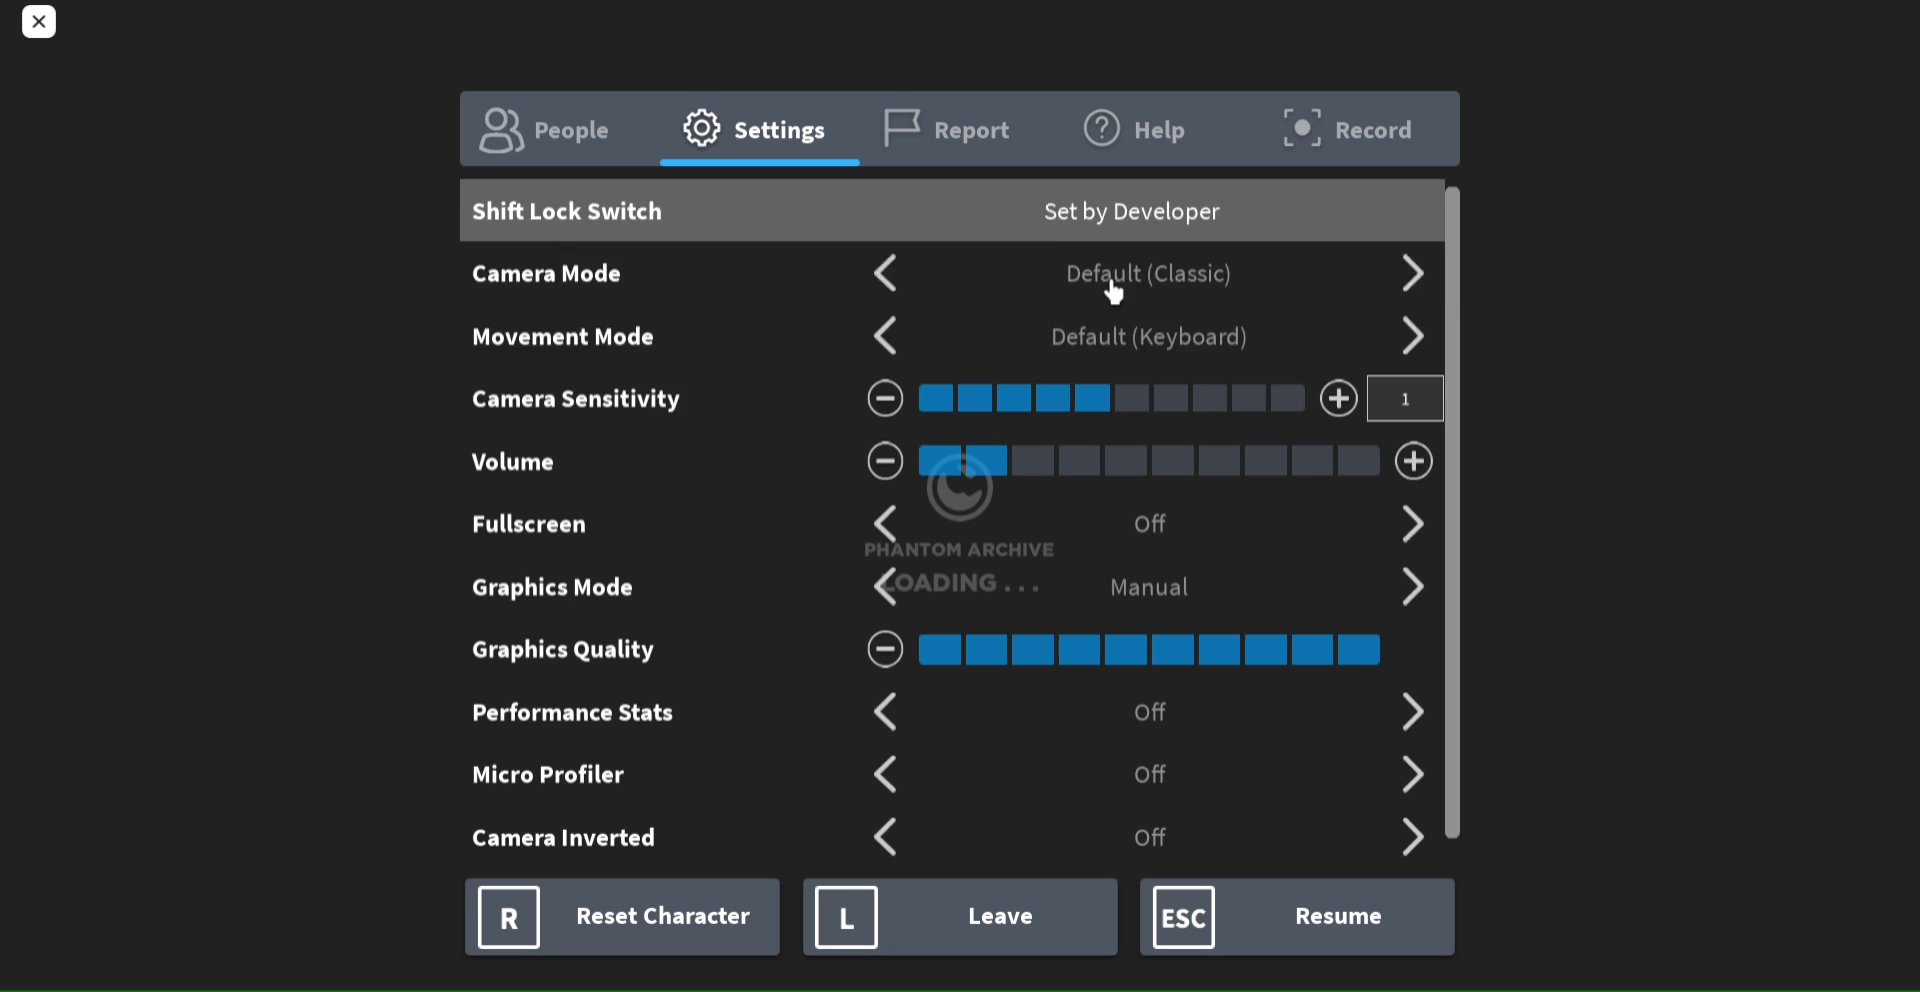 People Settings Report Help Record
Shift Lock Switch Set by Developer
Camera Mode Default (Classic)
Movement Mode Default (Keyboard)
Camera Sensitivity 1
Volume
Fullscreen Off
PHANTOM ARCHIVE
LOADING . . .
Graphics Mode Manual
Graphics Quality
Performance Stats Off
Micro Profiler Off
Camera Inverted Off
R Reset Character L Leave ESC Resume